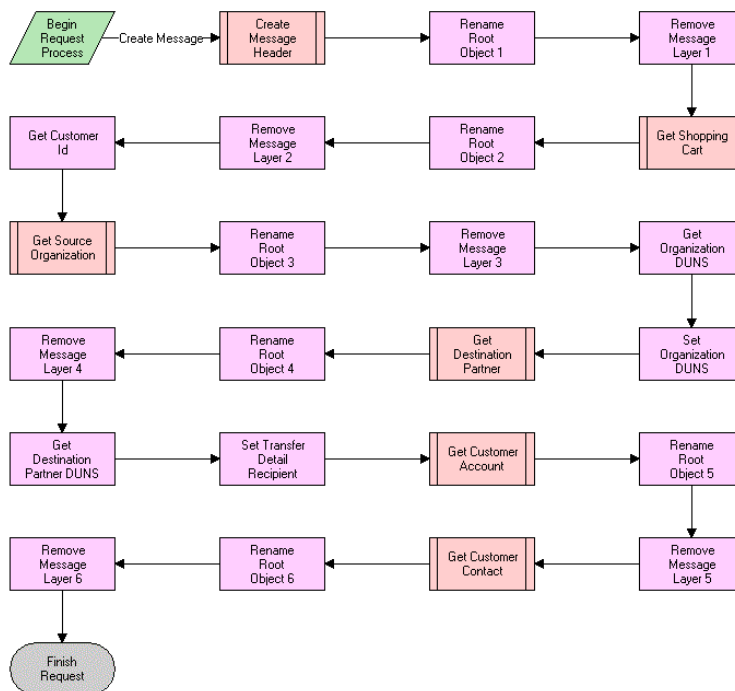 Begin
Request
Process
Create Message
Create
Message
Header
Rename
Root
Object 1
Remove
Message
Layer 1
Get Shopping
Cart
Rename
Root
Object 2
Remove
Message
Layer 2
Get Customer
Id
Get Source
Organization
Rename
Root
Object 3
Remove
Message
Layer 3
Get
Organization
DUNS
Set
Organization
DUNS
Get
Destination
Partner
Rename
Root
Object 4
Remove
Message
Layer 4
Get
Destination
Partner DUNS
Set Transfer
Detail
Recipient
Get Customer
Account
Rename
Root
Object 5
Remove
Message
Layer 5
Get Customer
Contact
Rename
Root
Object 6
Remove
Message
Layer 6
Finish
Request